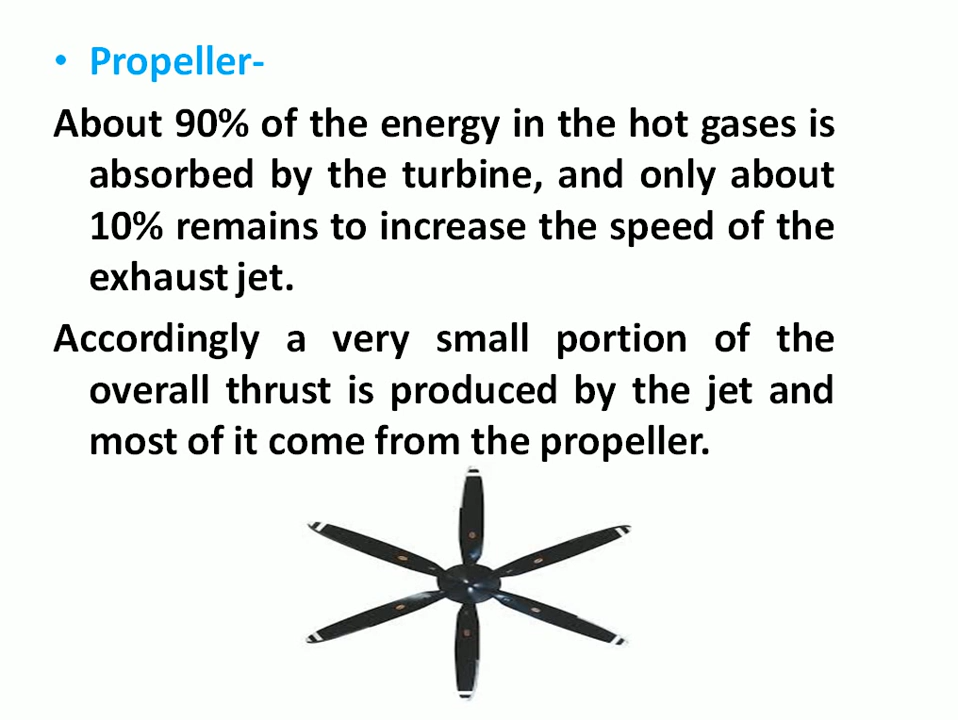 • Propeller-
About 90% of the energy in the hot gases is
absorbed by the turbine, and only about
10% remains to increase the speed of the
exhaust jet.
Accordingly a very small portion of the
overall thrust is produced by the jet and
most of it come from the propeller.